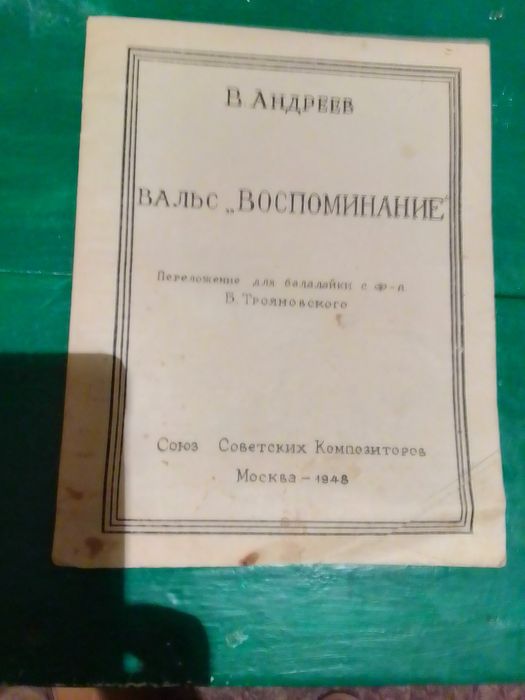 В. АНДРЕЕВ
ВАЛЬС „ВОСПОМИНАНИЕ"
Переложение для балалайки с ф-п.
Б. Трояновского
Союз Советских Композиторов
Москва – 1948